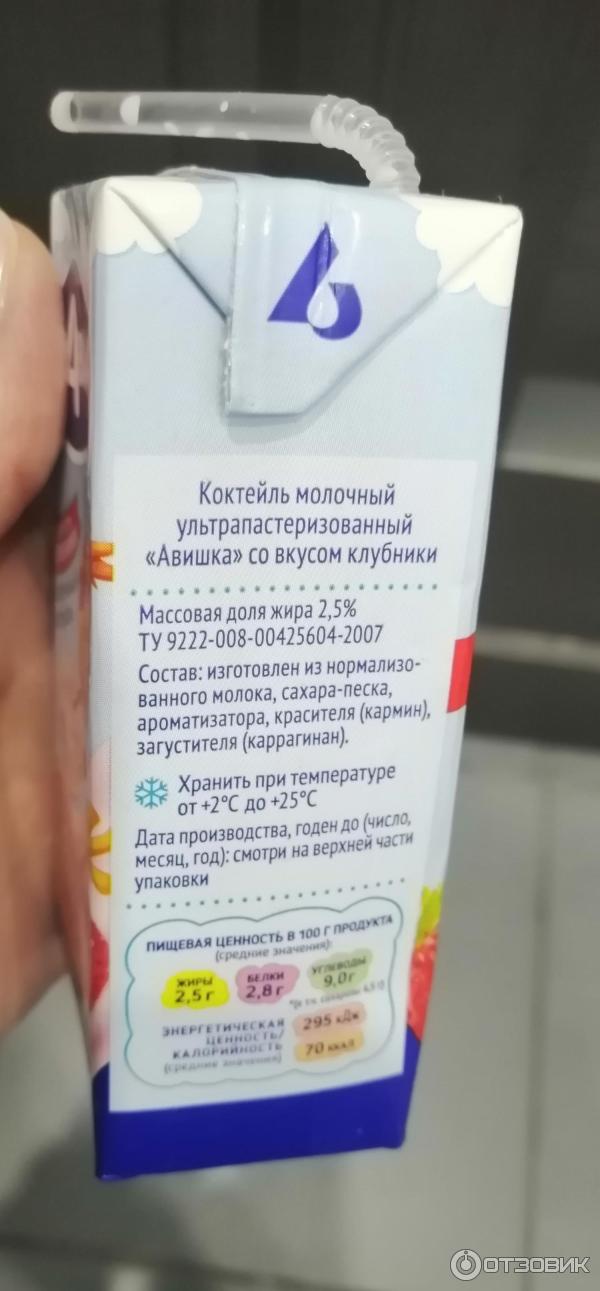 Коктейль молочный
ультрапастеризованный
«Авишка» со вкусом клубники
Массовая доля жира 2,5%
ТУ 9222-008-00425604-2007
Состав: изготовлен из нормализо-
ванного молока, сахара-песка,
ароматизатора, красителя (кармин),
загустителя (каррагинан).
Хранить при температуре
от +2°C до +25°C
Дата производства, годен до (число,
месяц, год): смотри на верхней части
упаковки
ПИЩЕВАЯ ЦЕННОСТЬ В 100 Г ПРОДУКТА
(средние значения):
ЖИРЫ
2,5 г
БЕЛКИ
2,8 г
УГЛЕВОДЫ
9,0 г
ЭНЕРГЕТИЧЕСКАЯ
ЦЕННОСТЬ/
КАЛОРИЙНОСТЬ
(средние значения)
295 кДж
70 ккал
ОТЗОВИК